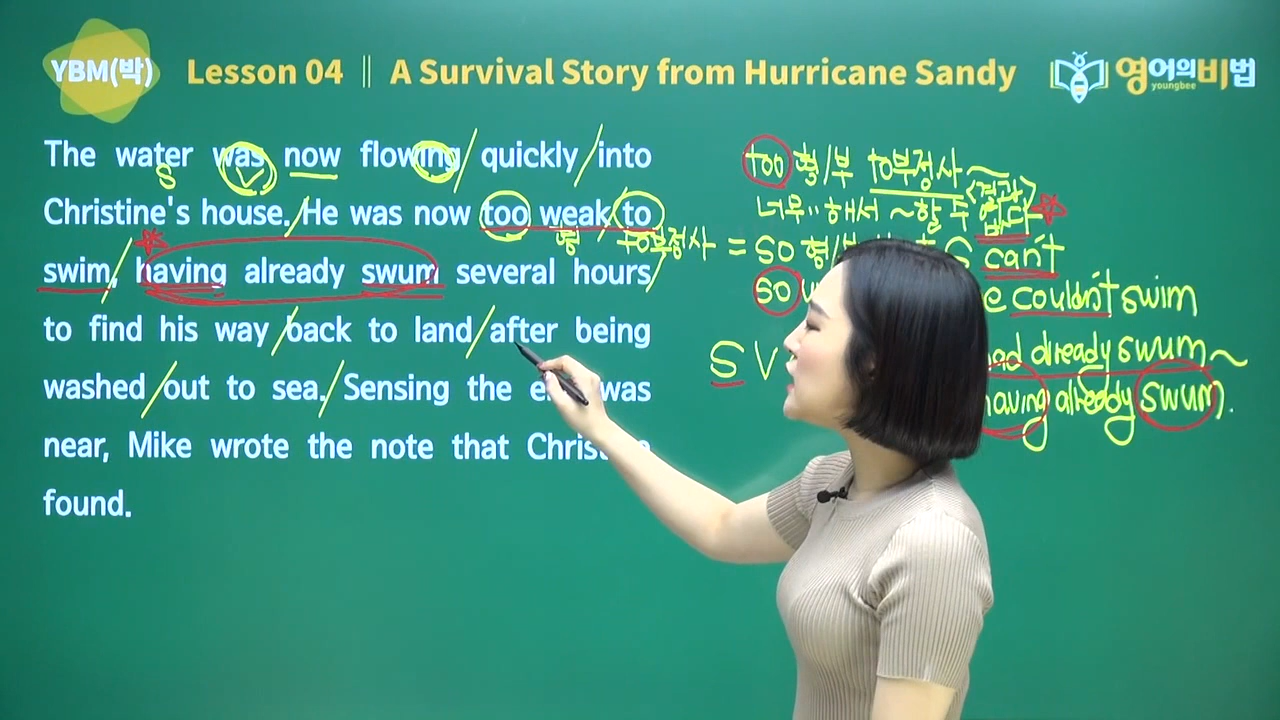 YBM(박)
Lesson 04 || A Survival Story from Hurricane Sandy
영어의비법
youngbee
The water was now flowing / quickly / into
S V
Christine's house. / He was now too weak / to
형 to부정사
swim, / having already swum several hours /
to find his way / back to land / after being
washed / out to sea. / Sensing the was
near, Mike wrote the note that
found.
too 형/부 to부정사 ~
너무.. 해서 ~할 수 없다 <결과>
= so 형/부 S can't
so couldn't swim
S V had already swum ~
having already swum.